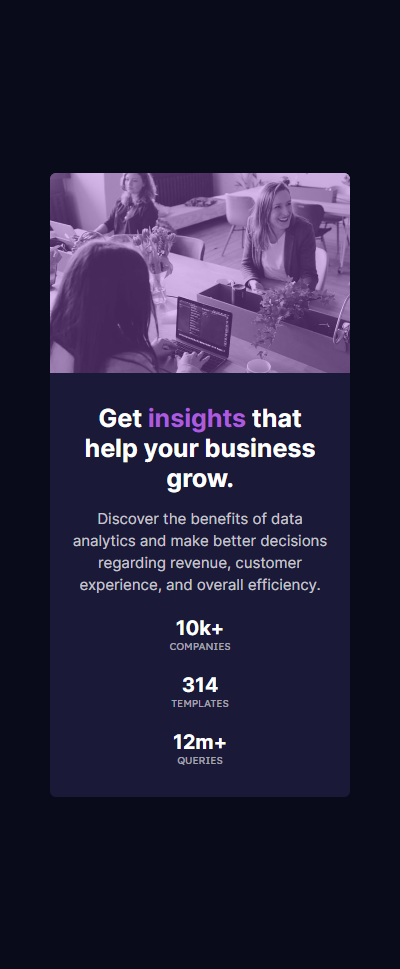 Get insights that
help your business
grow.
Discover the benefits of data
analytics and make better decisions
regarding revenue, customer
experience, and overall efficiency.
10k+
COMPANIES
314
TEMPLATES
12m+
QUERIES